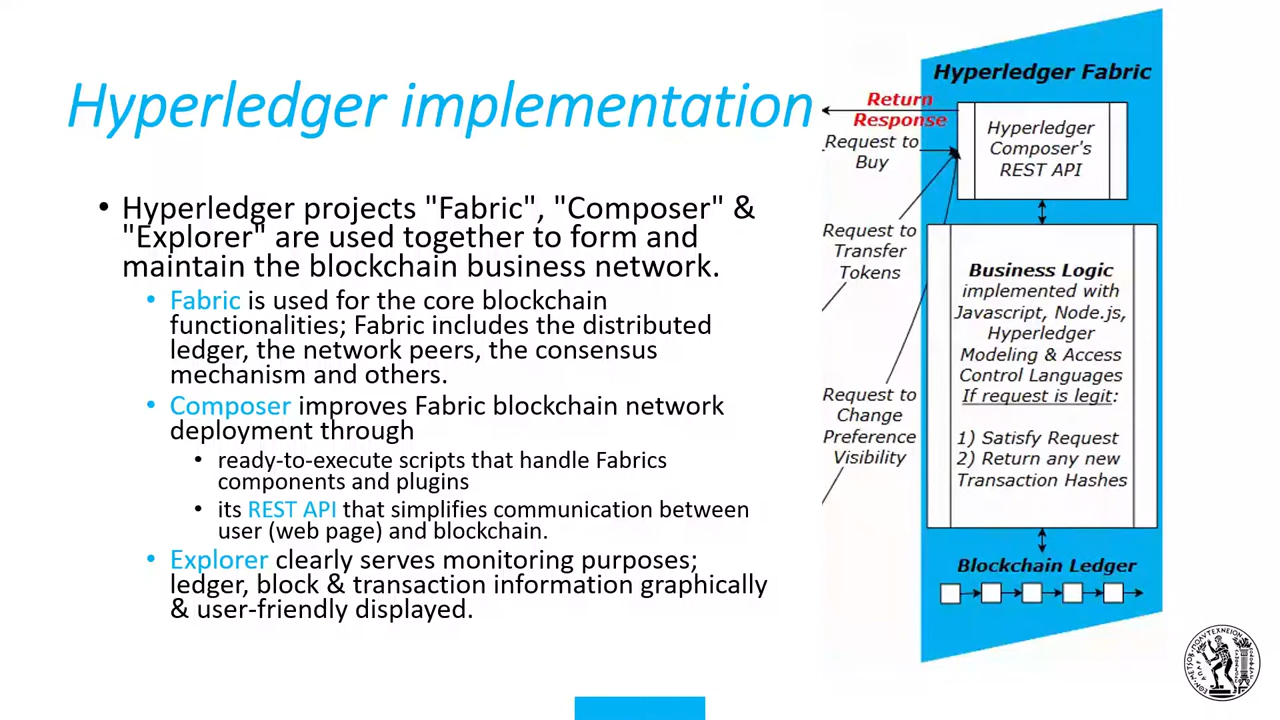 Hyperledger implementation
• Hyperledger projects "Fabric", "Composer" &
"Explorer" are used together to form and
maintain the blockchain business network.
• Fabric is used for the core blockchain
functionalities; Fabric includes the distributed
ledger, the network peers, the consensus
mechanism and others.
• Composer improves Fabric blockchain network
deployment through
• ready-to-execute scripts that handle Fabrics
components and plugins
• its REST API that simplifies communication between
user (web page) and blockchain.
• Explorer clearly serves monitoring purposes;
ledger, block & transaction information graphically
& user-friendly displayed.
Hyperledger Fabric
Return
Response
Request to
Buy
Hyperledger
Composer's
REST API
Request to
Transfer
Tokens
Request to
Change
Preference
Visibility
Business Logic
implemented with
Javascript, Node.js,
Hyperledger
Modeling & Access
Control Languages
If request is legit:
1) Satisfy Request
2) Return any new
Transaction Hashes
Blockchain Ledger